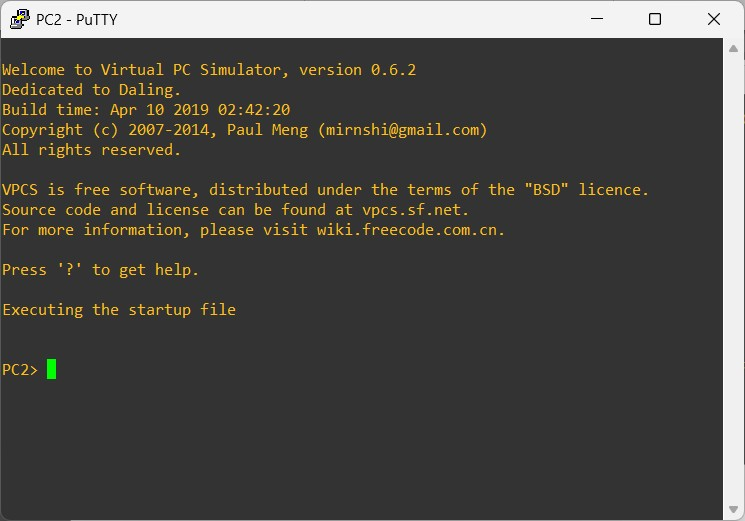 PC2 - PuTTY
Welcome to Virtual PC Simulator, version 0.6.2
Dedicated to Daling.
Build time: Apr 10 2019 02:42:20
Copyright (c) 2007-2014, Paul Meng (mirnshi@gmail.com)
All rights reserved.
VPCS is free software, distributed under the terms of the "BSD" licence.
Source code and license can be found at vpcs.sf.net.
For more information, please visit wiki.freecode.com.cn.
Press '?' to get help.
Executing the startup file
PC2>